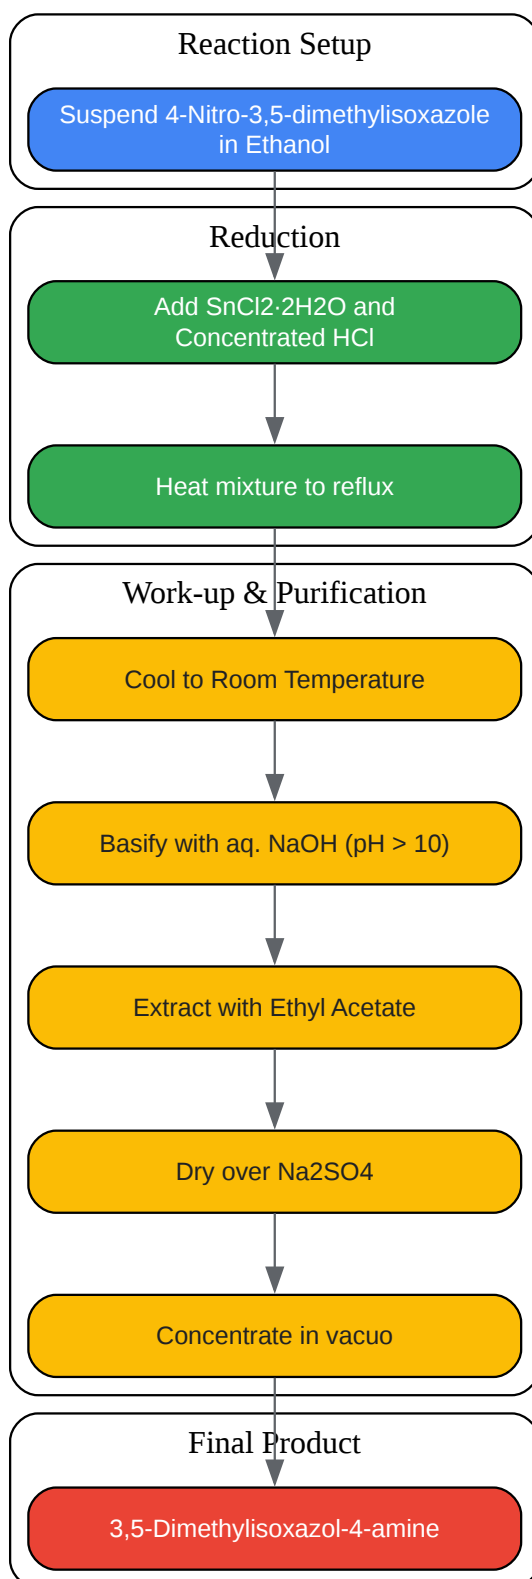 Reaction Setup
Suspend 4-Nitro-3,5-dimethylisoxazole
in Ethanol
Reduction
Add SnCl2·2H2O and
Concentrated HCl
Heat mixture to reflux
Work-up & Purification
Cool to Room Temperature
Basify with aq. NaOH (pH > 10)
Extract with Ethyl Acetate
Dry over Na2SO4
Concentrate in vacuo
Final Product
3,5-Dimethylisoxazol-4-amine